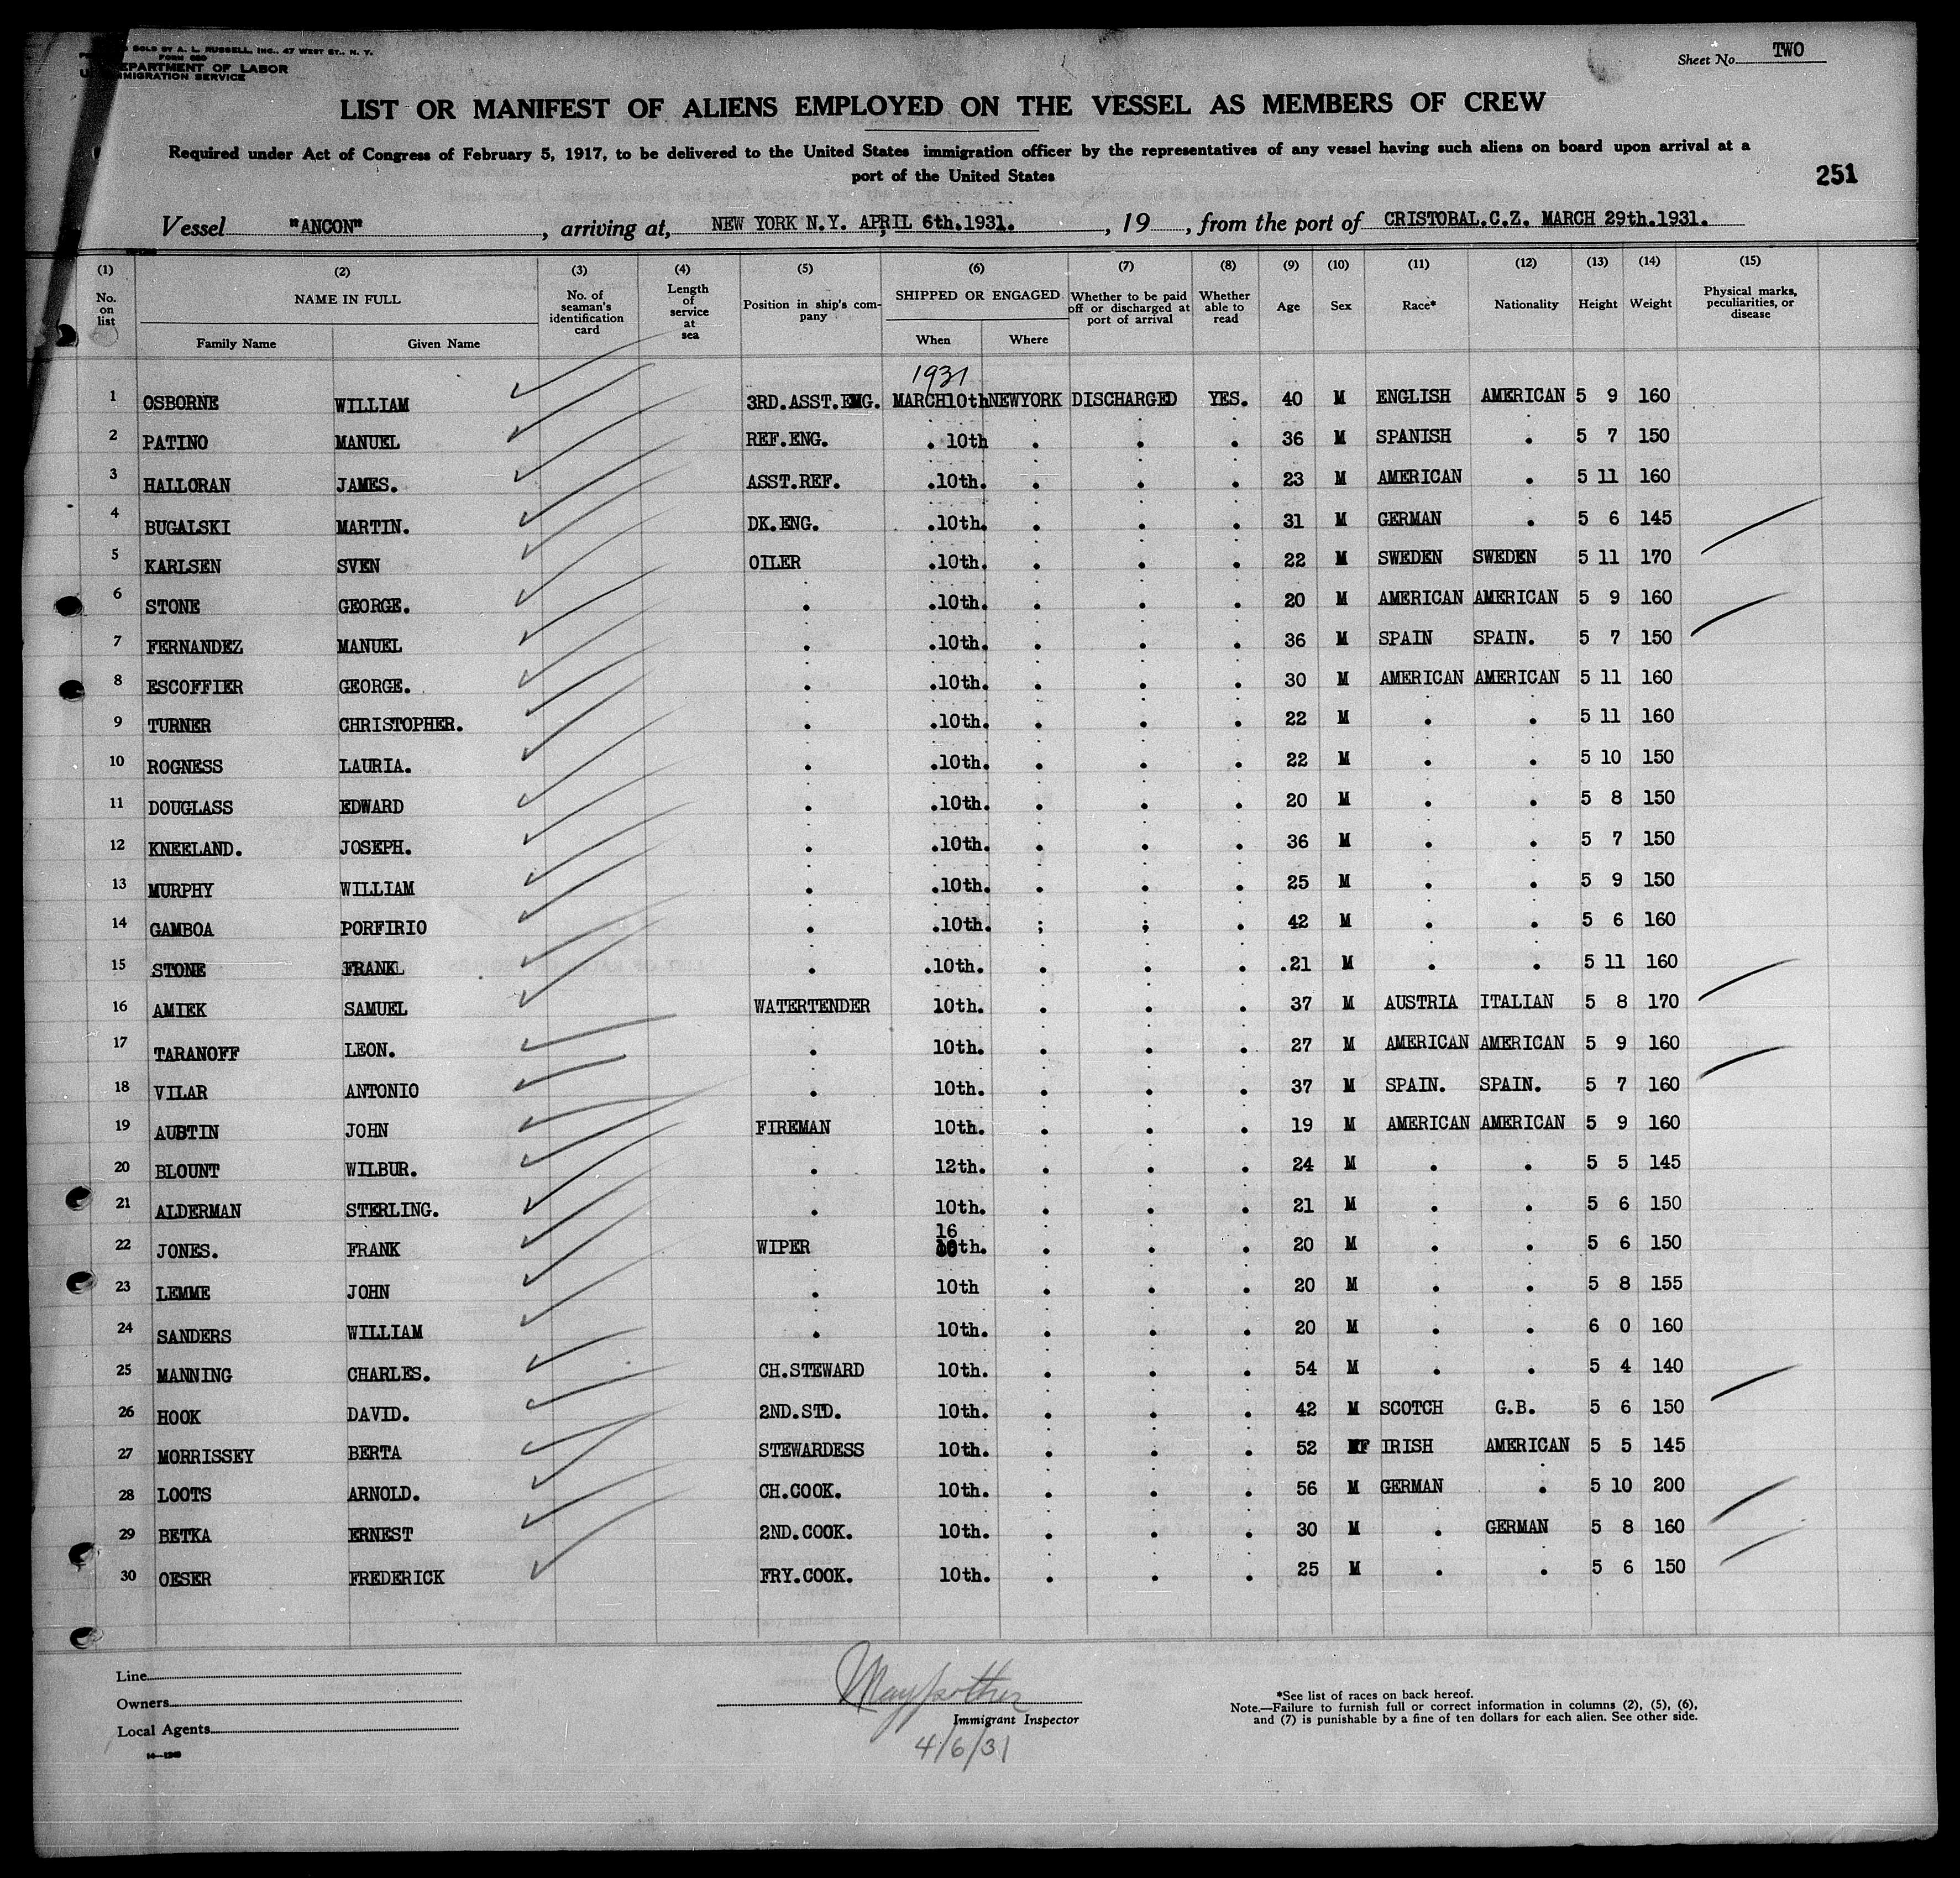 SOLD BY A. L. RUSSELL, INC., 47 WEST ST., N. Y.
FORM 680
DEPARTMENT OF LABOR
IMMIGRATION SERVICE
Sheet No. TWO
LIST OR MANIFEST OF ALIENS EMPLOYED ON THE VESSEL AS MEMBERS OF CREW
Required under Act of Congress of February 5, 1917, to be delivered to the United States immigration officer by the representatives of any vessel having such aliens on board upon arrival at a
port of the United States
251
Vessel "ANCON", arriving at, NEW YORK N.Y. APRIL 6th.1931. , 19 , from the port of CRISTOBAL.C.Z. MARCH 29th.1931.
(1) (2) (3) (4) (5) (6) (7) (8) (9) (10) (11) (12) (13) (14) (15)
No. on list NAME IN FULL Family Name Given Name No. of seaman's identification card Length of service at sea Position in ship's company SHIPPED OR ENGAGED When Where Whether to be paid off or discharged at port of arrival Whether able to read Age Sex Race* Nationality Height Weight Physical marks, peculiarities, or disease
1931
1 OSBORNE WILLIAM 3RD.ASST.ENG. MARCH10th NEWYORK DISCHARGED YES. 40 M ENGLISH AMERICAN 5 9 160
2 PATINO MANUEL REF.ENG. . 10th . . . 36 M SPANISH . 5 7 150
3 HALLORAN JAMES. ASST.REF. .10th. . . . 23 M AMERICAN . 5 11 160
4 BUGALSKI MARTIN. DK.ENG. .10th. . . . 31 M GERMAN . 5 6 145
5 KARLSEN SVEN OILER .10th. . . . 22 M SWEDEN SWEDEN 5 11 170
6 STONE GEORGE. . .10th. . . . 20 M AMERICAN AMERICAN 5 9 160
7 FERNANDEZ MANUEL . .10th. . . . 36 M SPAIN SPAIN. 5 7 150
8 ESCOFFIER GEORGE. . .10th. . . . 30 M AMERICAN AMERICAN 5 11 160
9 TURNER CHRISTOPHER. . .10th. . . . 22 M . . 5 11 160
10 ROGNESS LAURIA. . .10th. . . . 22 M . . 5 10 150
11 DOUGLASS EDWARD . .10th. . . . 20 M . . 5 8 150
12 KNEELAND. JOSEPH. . .10th. . . . 36 M . . 5 7 150
13 MURPHY WILLIAM . .10th. . . . 25 M . . 5 9 150
14 GAMBOA PORFIRIO . .10th. ; ; . 42 M . . 5 6 160
15 STONE FRANK . .10th. . . . .21 M . . 5 11 160
16 AMIEK SAMUEL WATERTENDER 10th. . . . 37 M AUSTRIA ITALIAN 5 8 170
17 TARANOFF LEON. . 10th. . . . 27 M AMERICAN AMERICAN 5 9 160
18 VILAR ANTONIO . 10th. . . . 37 M SPAIN. SPAIN. 5 7 160
19 AUSTIN JOHN FIREMAN 10th. . . . 19 M AMERICAN AMERICAN 5 9 160
20 BLOUNT WILBUR. . 12th. . . . 24 M . . 5 5 145
21 ALDERMAN STERLING. . 10th. . . . 21 M . . 5 6 150
22 JONES. FRANK WIPER 16 th. . . . 20 M . . 5 6 150
23 LEMME JOHN . 10th . . . 20 M . . 5 8 155
24 SANDERS WILLIAM . 10th. . . . 20 M . . 6 0 160
25 MANNING CHARLES. CH.STEWARD 10th. . . . 54 M . . 5 4 140
26 HOOK DAVID. 2ND.STD. 10th. . . . 42 M SCOTCH G.B. 5 6 150
27 MORRISSEY BERTA STEWARDESS 10th. . . . 52 F IRISH AMERICAN 5 5 145
28 LOOTS ARNOLD. CH.COOK. 10th. . . . 56 M GERMAN . 5 10 200
29 BETKA ERNEST 2ND.COOK. 10th. . . . 30 M . GERMAN 5 8 160
30 OESER FREDERICK FRY.COOK. 10th. . . . 25 M . . 5 6 150
Line
Owners
Local Agents
Immigrant Inspector
4/6/31
*See list of races on back hereof.
Note.—Failure to furnish full or correct information in columns (2), (5), (6),
and (7) is punishable by a fine of ten dollars for each alien. See other side.